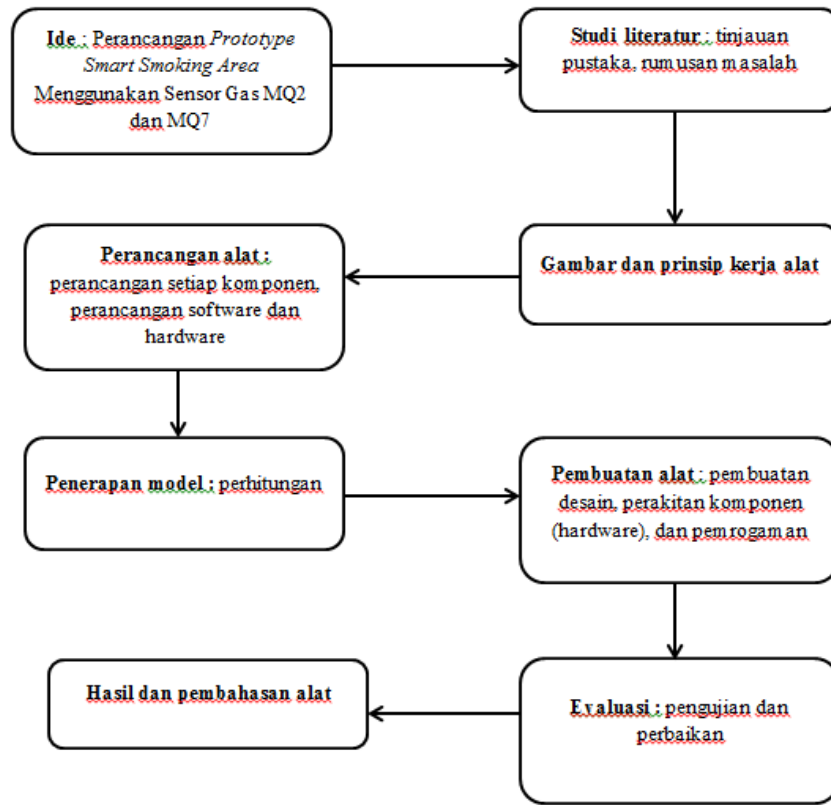 Ide : Perancangan Prototype
Smart Smoking Area
Menggunakan Sensor Gas MQ2
dan MQ7
Studi literatur : tinjauan
pustaka, rumusan masalah
Gambar dan prinsip kerja alat
Perancangan alat :
perancangan setiap komponen,
perancangan software dan
hardware
Penerapan model : perhitungan
Pembuatan alat : pembuatan
desain, perakitan komponen
(hardware), dan pemrogaman
Evaluasi : pengujian dan
perbaikan
Hasil dan pembahasan alat